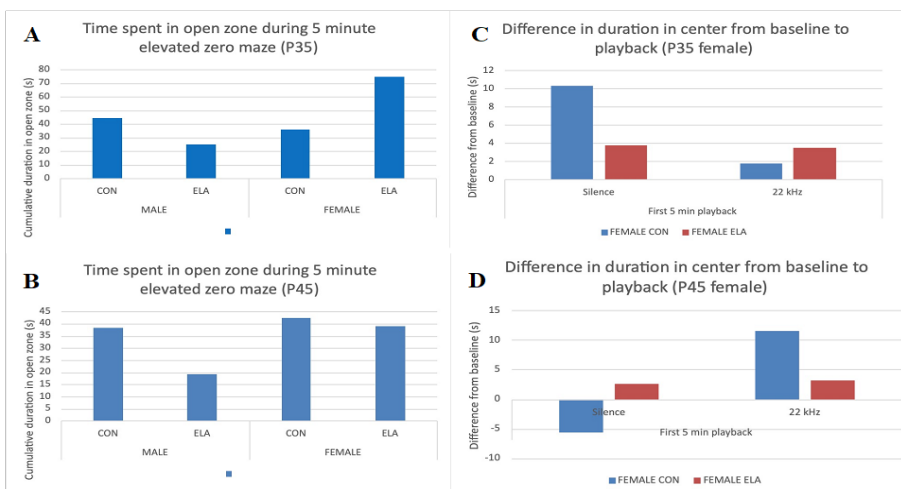 A
Time spent in open zone during 5 minute
elevated zero maze (P35)
Cumulative duration in open zone (s)
80
70
60
50
40
30
20
10
0
CON
ELA
CON
ELA
MALE
FEMALE
C
Difference in duration in center from baseline to
playback (P35 female)
Difference from baseline (s)
12
10
8
6
4
2
0
Silence
22 kHz
First 5 min playback
FEMALE CON
FEMALE ELA
B
Time spent in open zone during 5 minute
elevated zero maze (P45)
Cumulative duration in open zone (s)
45
40
35
30
25
20
15
10
5
0
CON
ELA
CON
ELA
MALE
FEMALE
D
Difference in duration in center from baseline to
playback (P45 female)
Difference from baseline (s)
15
10
5
0
-5
-10
Silence
22 kHz
First 5 min playback
FEMALE CON
FEMALE ELA